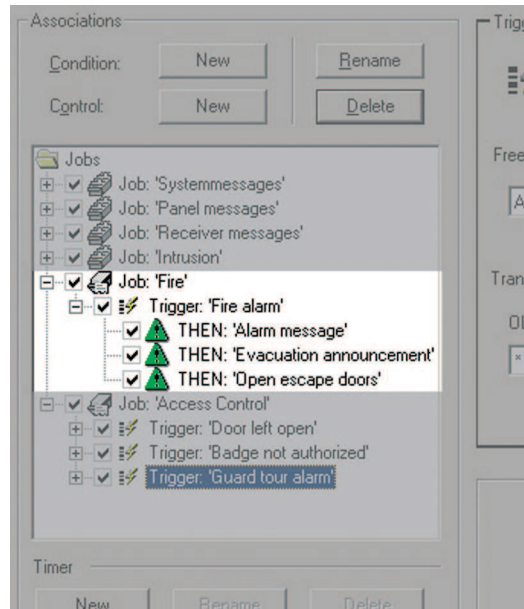 Associations
Trigg
Condition: New Rename
Control: New Delete
Free
A
Jobs
Job: 'Systemmessages'
Job: 'Panel messages'
Job: 'Receiver messages'
Job: 'Intrusion'
Job: 'Fire'
Tran
Trigger: 'Fire alarm'
THEN: 'Alarm message'
THEN: 'Evacuation announcement'
THEN: 'Open escape doors'
Job: 'Access Control'
Trigger: 'Door left open'
Trigger: 'Badge not authorized'
Trigger: 'Guard tour alarm'
Timer
New Rename Delete